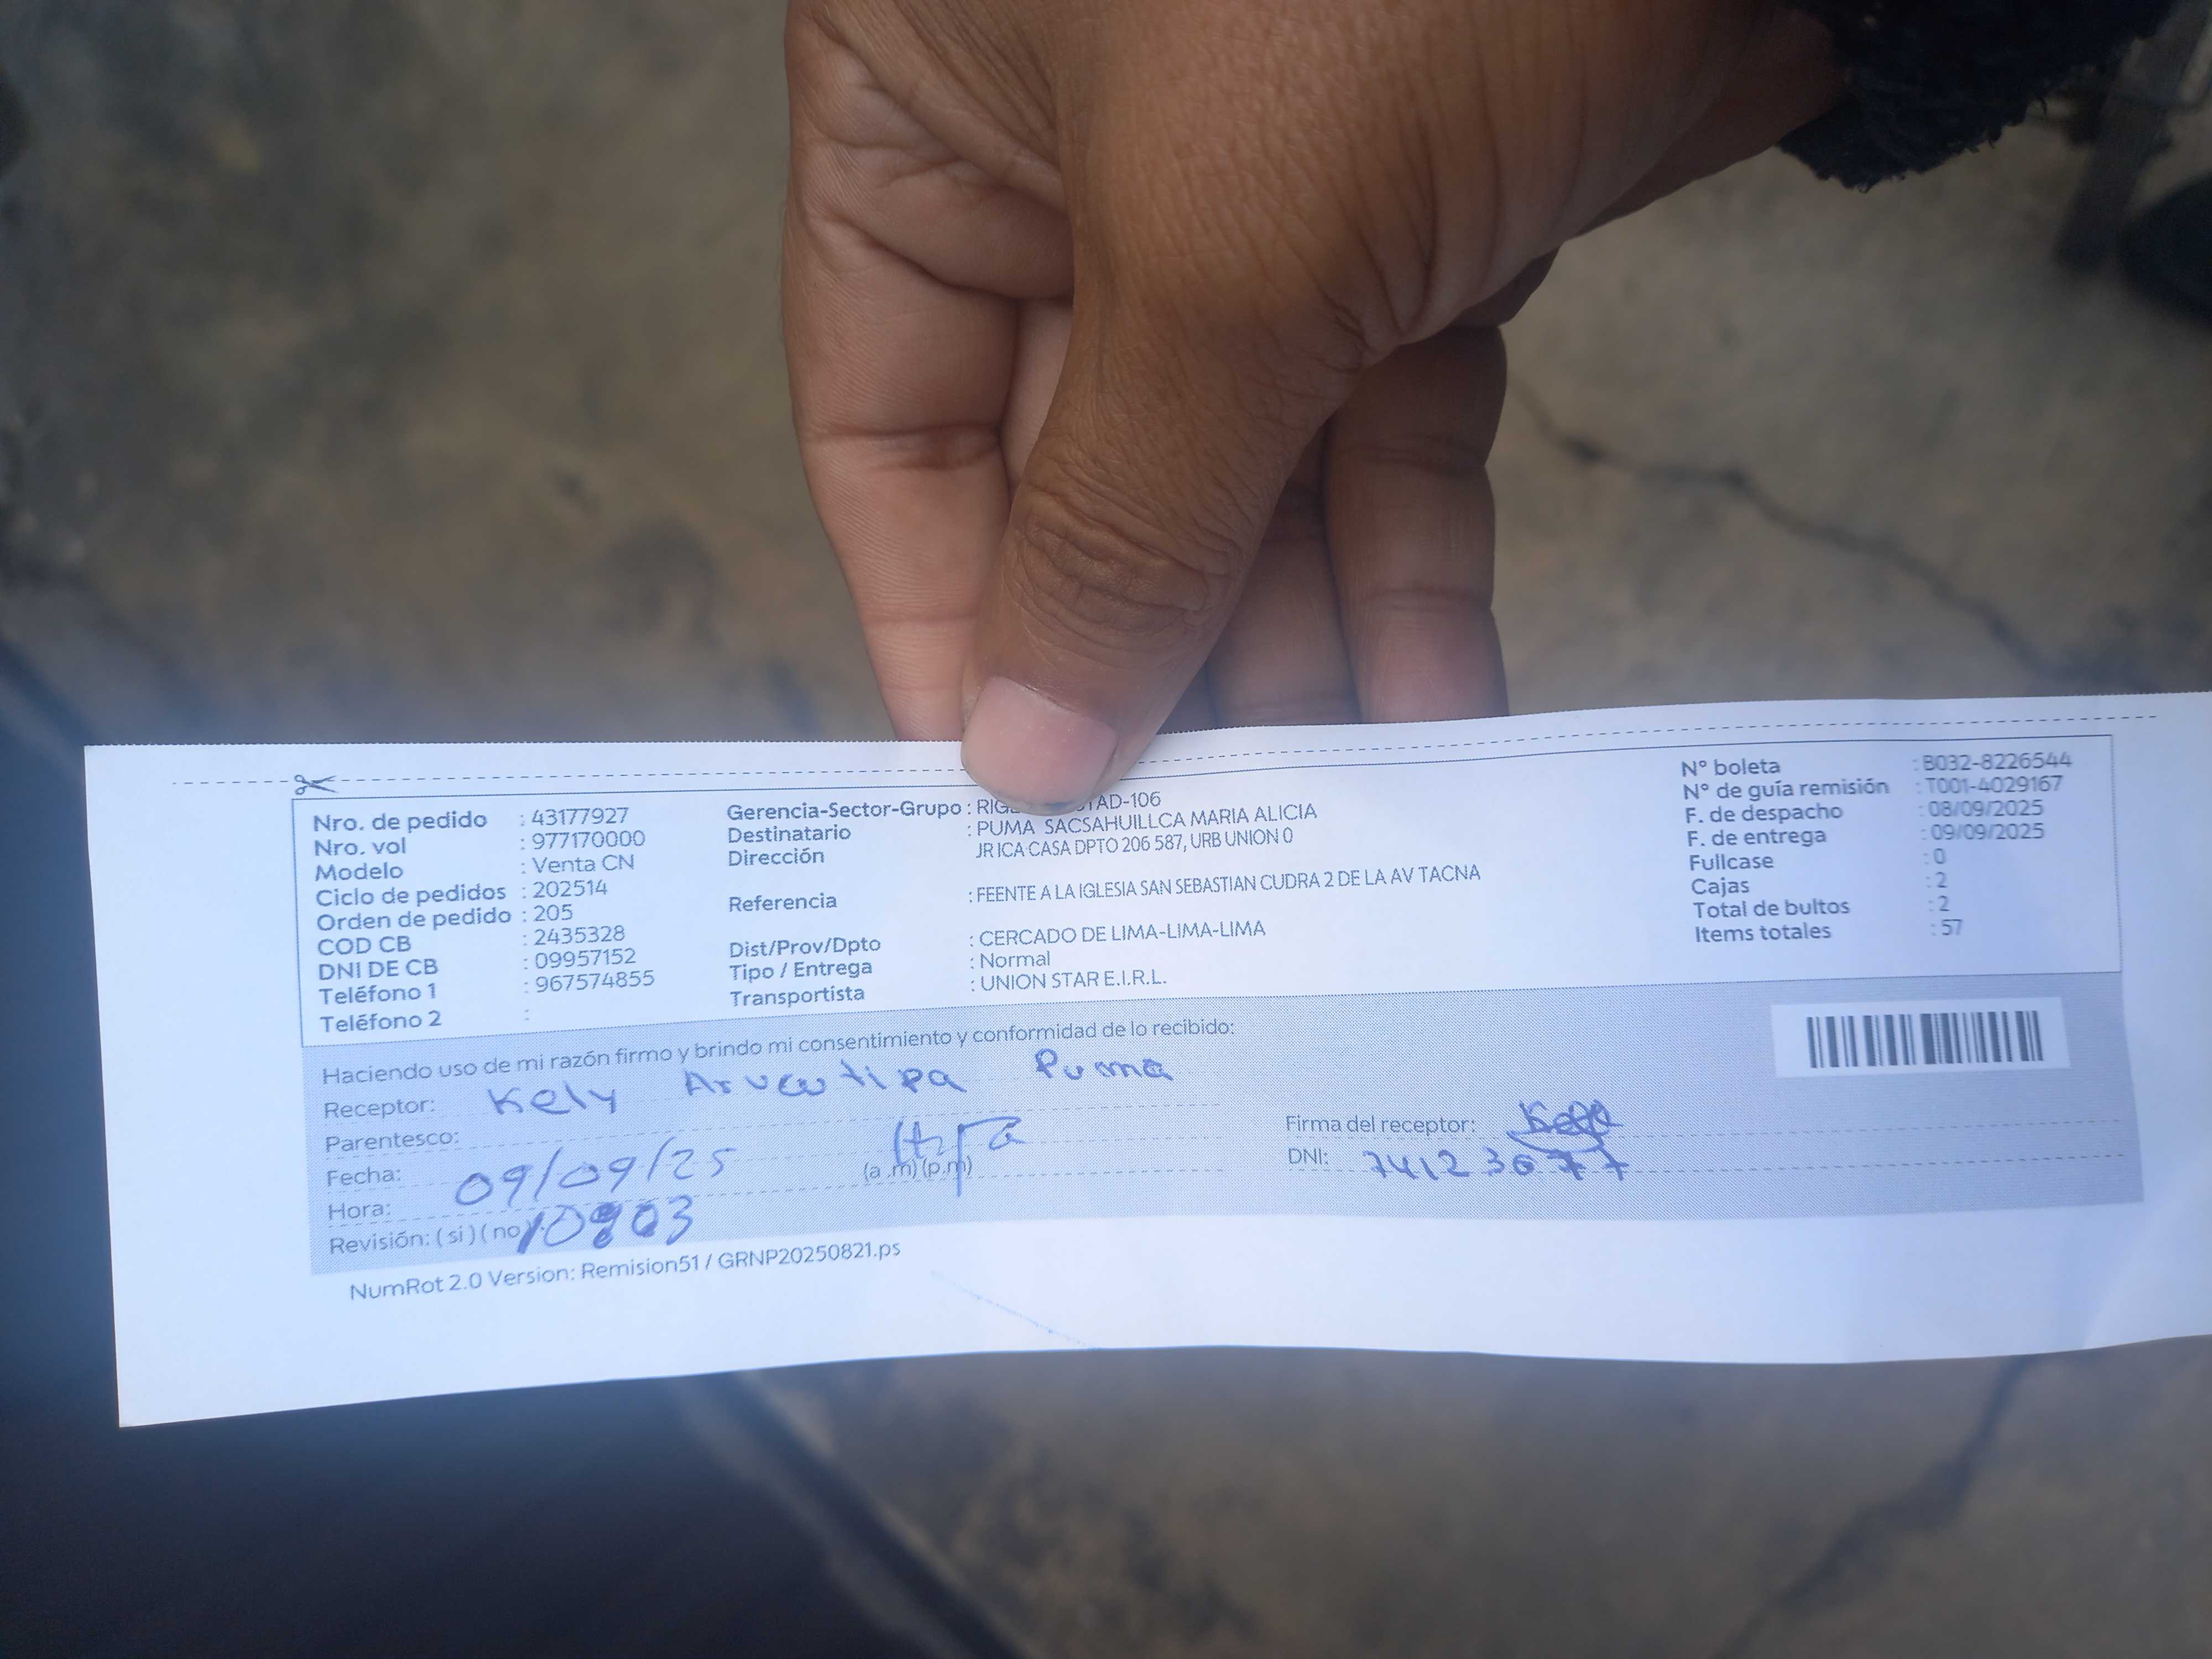 Nro. de pedido : 43177927
Nro. vol : 977170000
Modelo : Venta CN
Ciclo de pedidos : 202514
Orden de pedido : 205
COD CB : 2435328
DNI DE CB : 09957152
Teléfono 1 : 967574855
Teléfono 2 :
Gerencia-Sector-Grupo : TAD-106
Destinatario : PUMA SACSAHUILLCA MARIA ALICIA
Dirección JR ICA CASA DPTO 206 587, URB UNION 0
Referencia : FEENTE A LA IGLESIA SAN SEBASTIAN CUDRA 2 DE LA AV TACNA
Dist/Prov/Dpto : CERCADO DE LIMA-LIMA-LIMA
Tipo / Entrega : Normal
Transportista : UNION STAR E.I.R.L.
N° boleta : B032-8226544
N° de guía remisión : T001-4029167
F. de despacho : 08/09/2025
F. de entrega : 09/09/2025
Fullcase : 0
Cajas : 2
Total de bultos : 2
Items totales : 57
Haciendo uso de mi razón firmo y brindo mi consentimiento y conformidad de lo recibido:
Receptor: Kely Puma
Parentesco: Hija
Fecha: 09/09/25 (a .m) (p.m)
Hora:
Revisión: ( si ) ( no )
Firma del receptor:
DNI: 74123677
NumRot 2.0 Version: Remision51 / GRNP20250821.ps